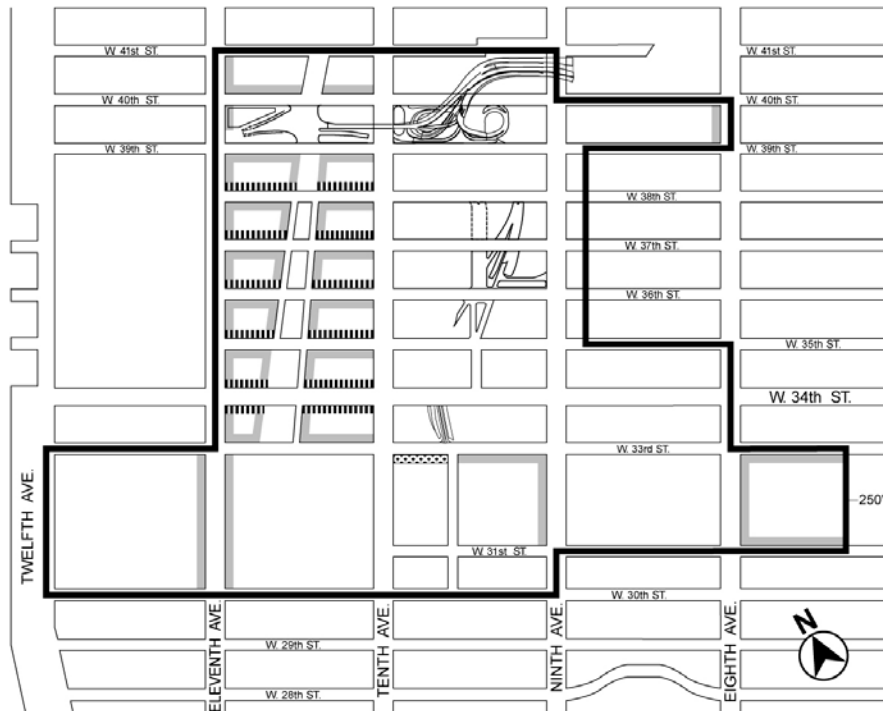 W. 41st ST.
W. 41st ST.
W. 40th ST.
W. 40th ST.
W. 39th ST.
W. 39th ST.
W. 38th ST.
W. 37th ST.
W. 36th ST.
W. 35th ST.
W. 34th ST.
W. 33rd ST.
TWELFTH AVE.
250'
W. 31st ST.
W. 30th ST.
ELEVENTH AVE.
TENTH AVE.
NINTH AVE.
EIGHTH AVE.
N
W. 29th ST.
W. 28th ST.